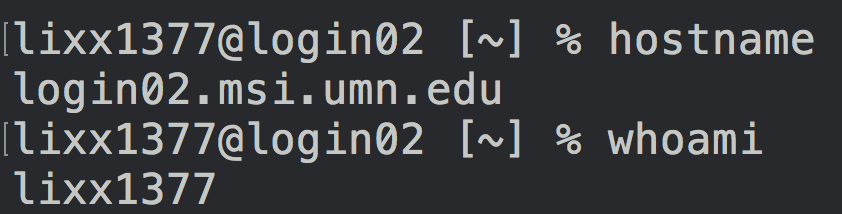 [lixx1377@login02 [~] % hostname
login02.msi.umn.edu
[lixx1377@login02 [~] % whoami
lixx1377